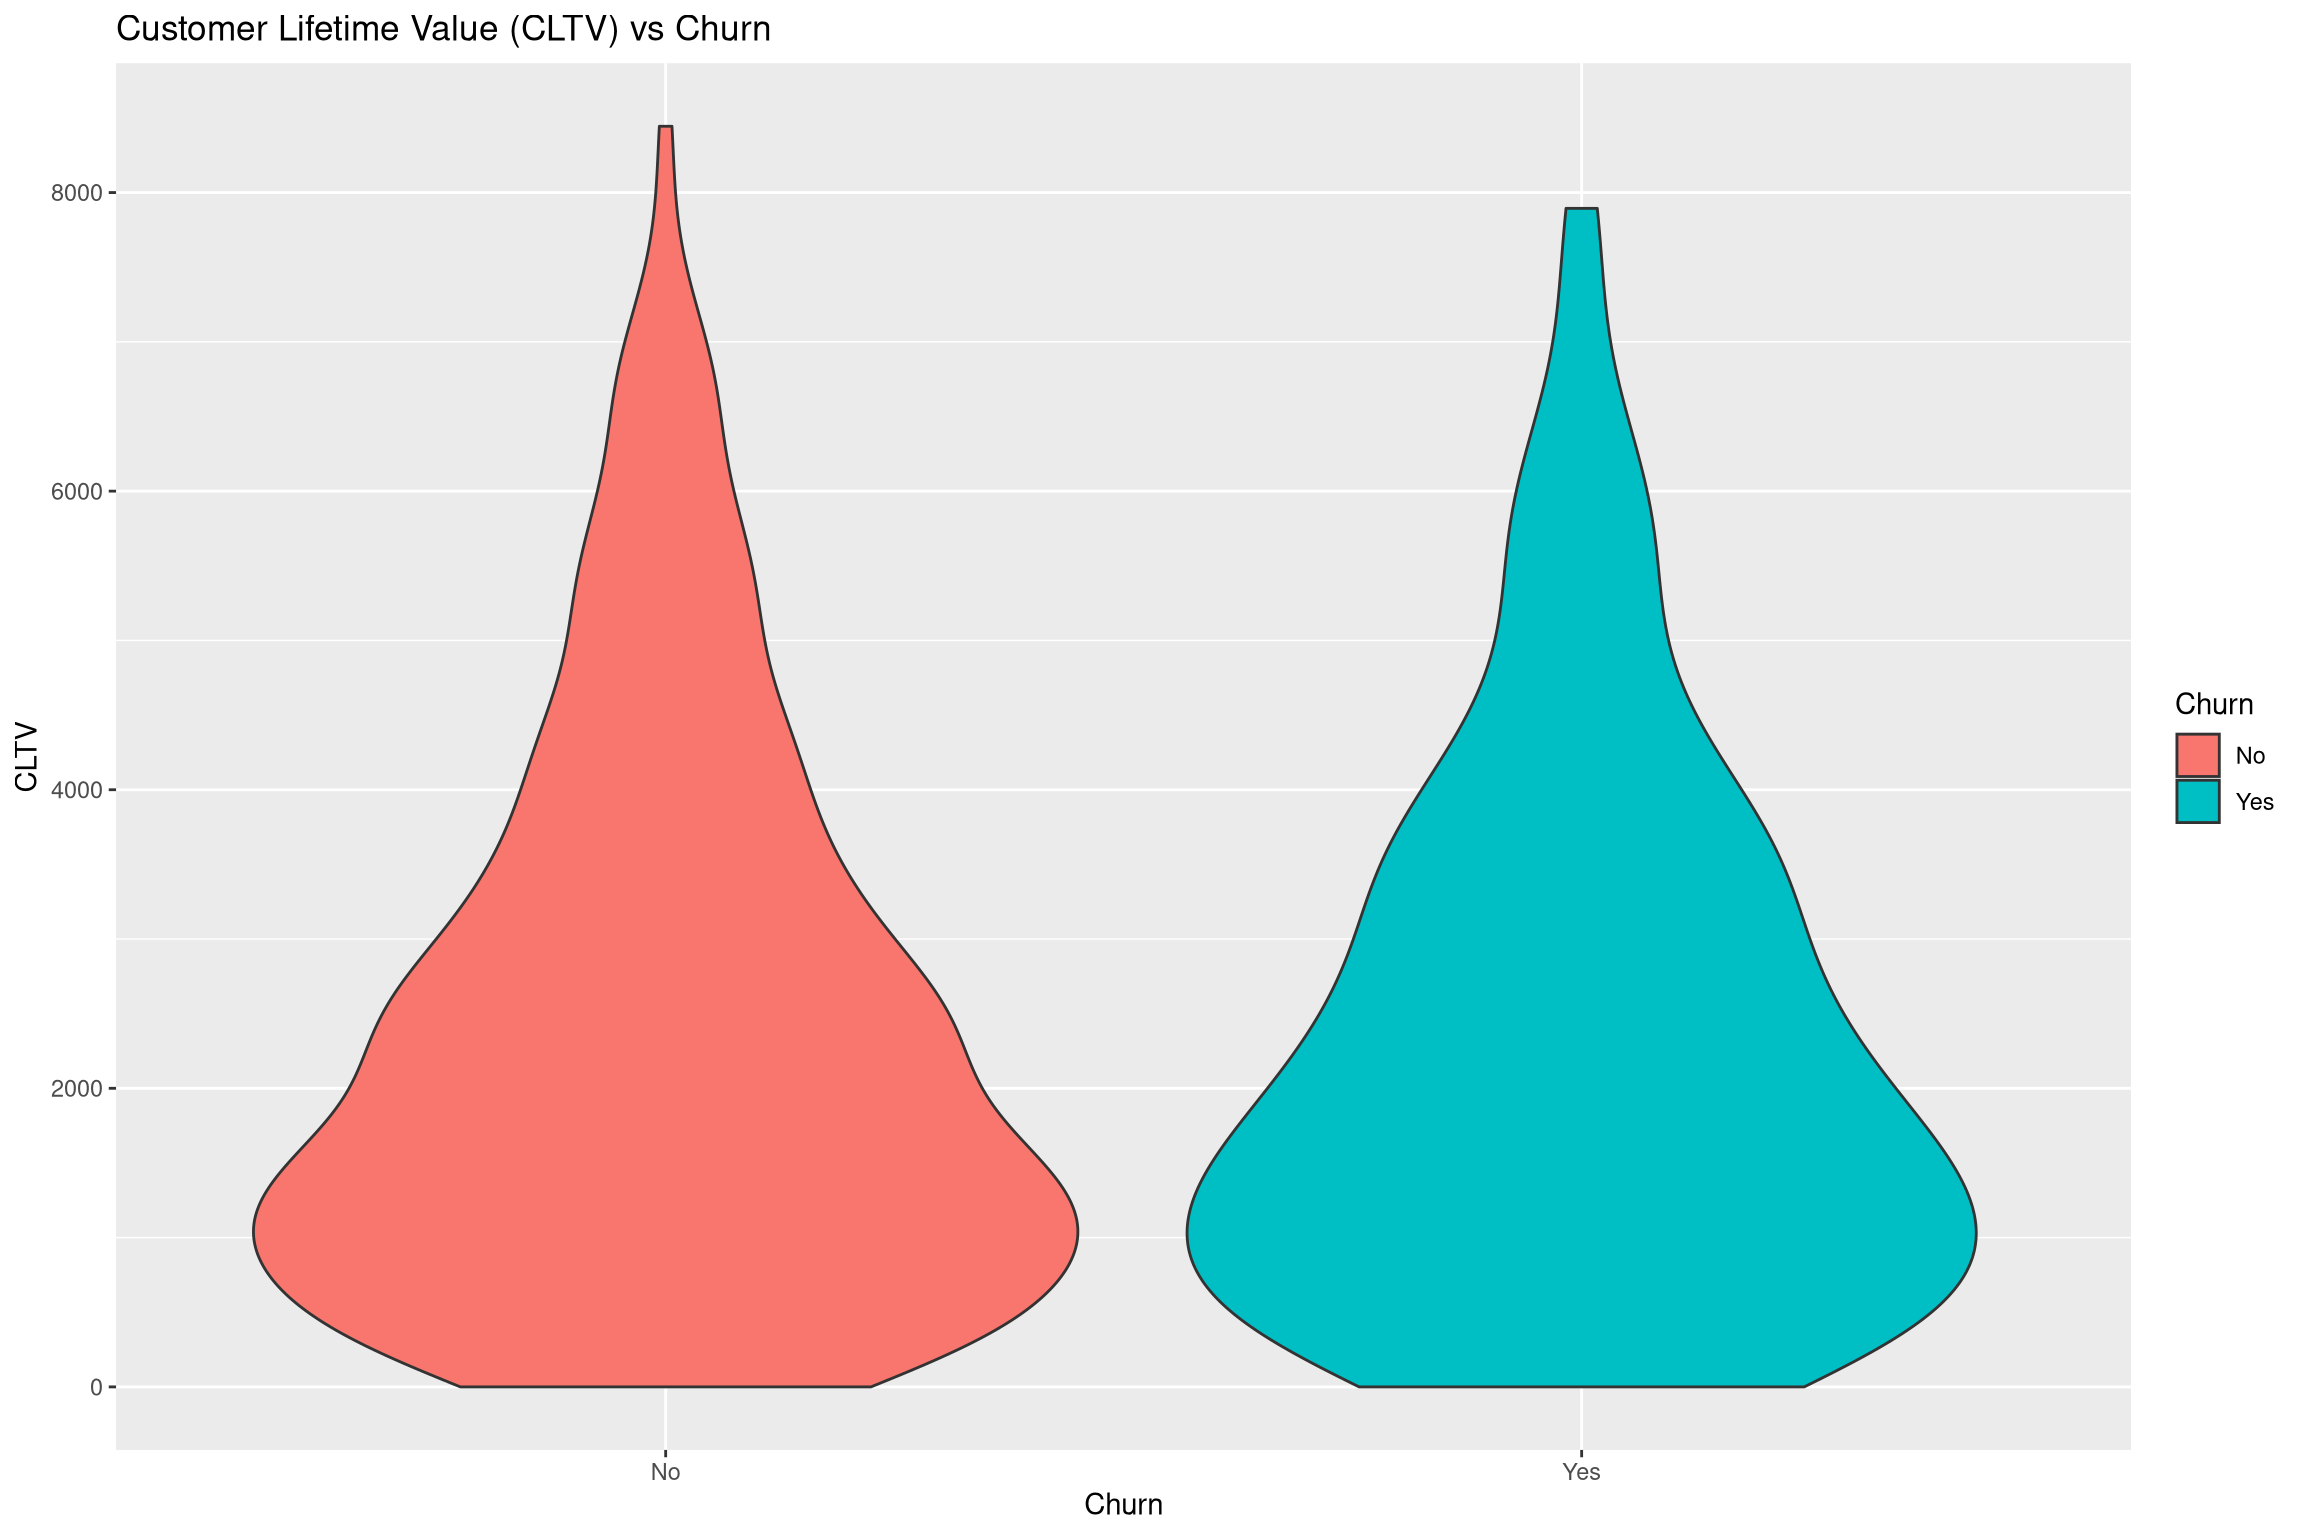 Customer Lifetime Value (CLTV) vs Churn
CLTV
8000
6000
4000
2000
0
No
Yes
Churn
Churn
No
Yes